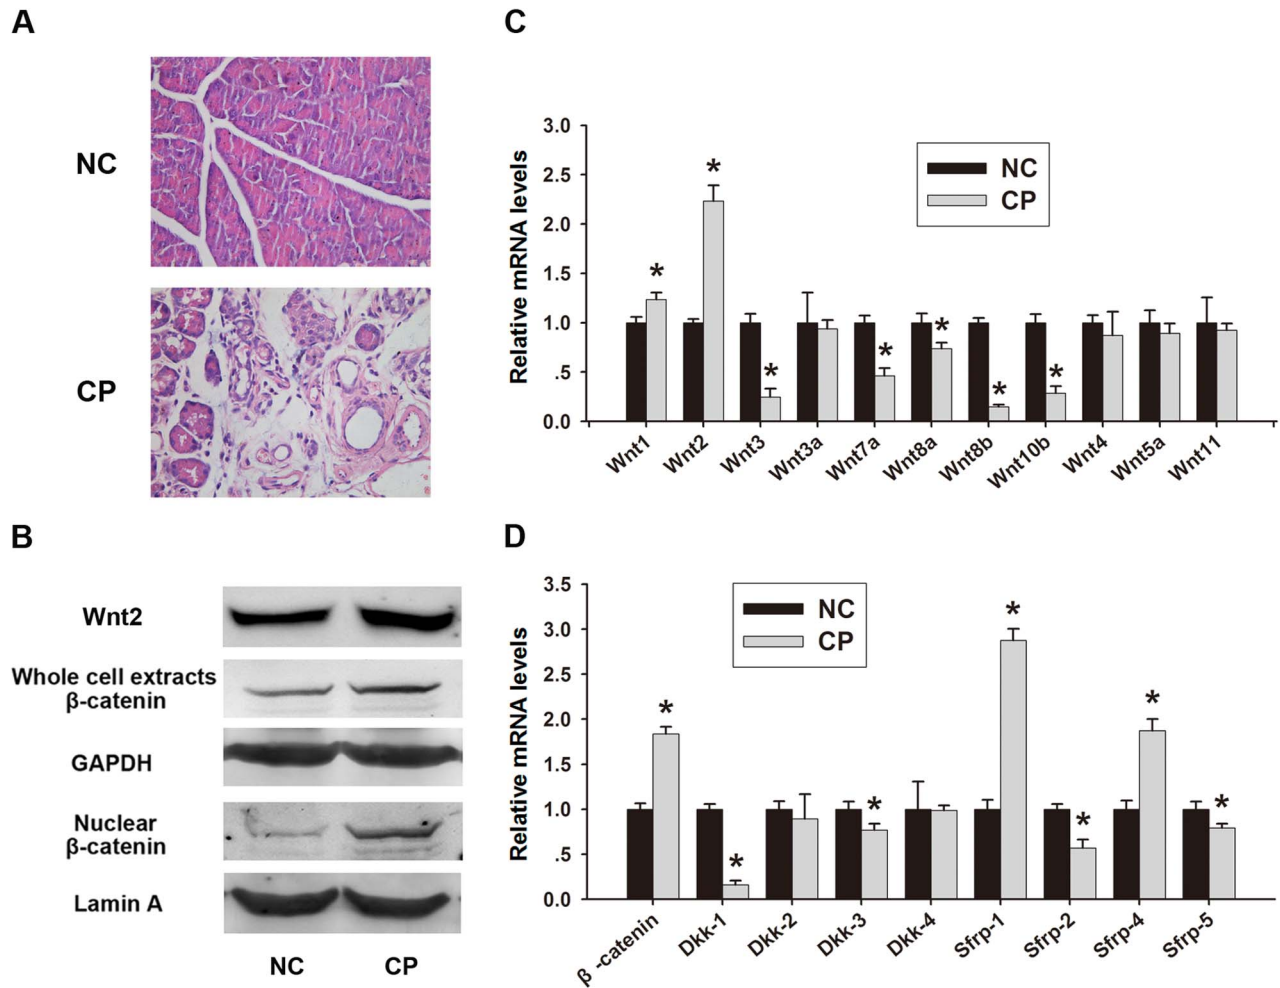 A
NC
CP
B
Wnt2
Whole cell extracts
β-catenin
GAPDH
Nuclear
β-catenin
Lamin A
NC CP
C
Relative mRNA levels
3.0
2.5
2.0
1.5
1.0
.5
0.0
NC
CP
* * * * * * *
Wnt1 Wnt2 Wnt3 Wnt3a Wnt7a Wnt8a Wnt8b Wnt10b Wnt4 Wnt5a Wnt11
D
Relative mRNA levels
3.5
3.0
2.5
2.0
1.5
1.0
.5
0.0
NC
CP
* * * * * * *
β -catenin Dkk-1 Dkk-2 Dkk-3 Dkk-4 Sfrp-1 Sfrp-2 Sfrp-4 Sfrp-5